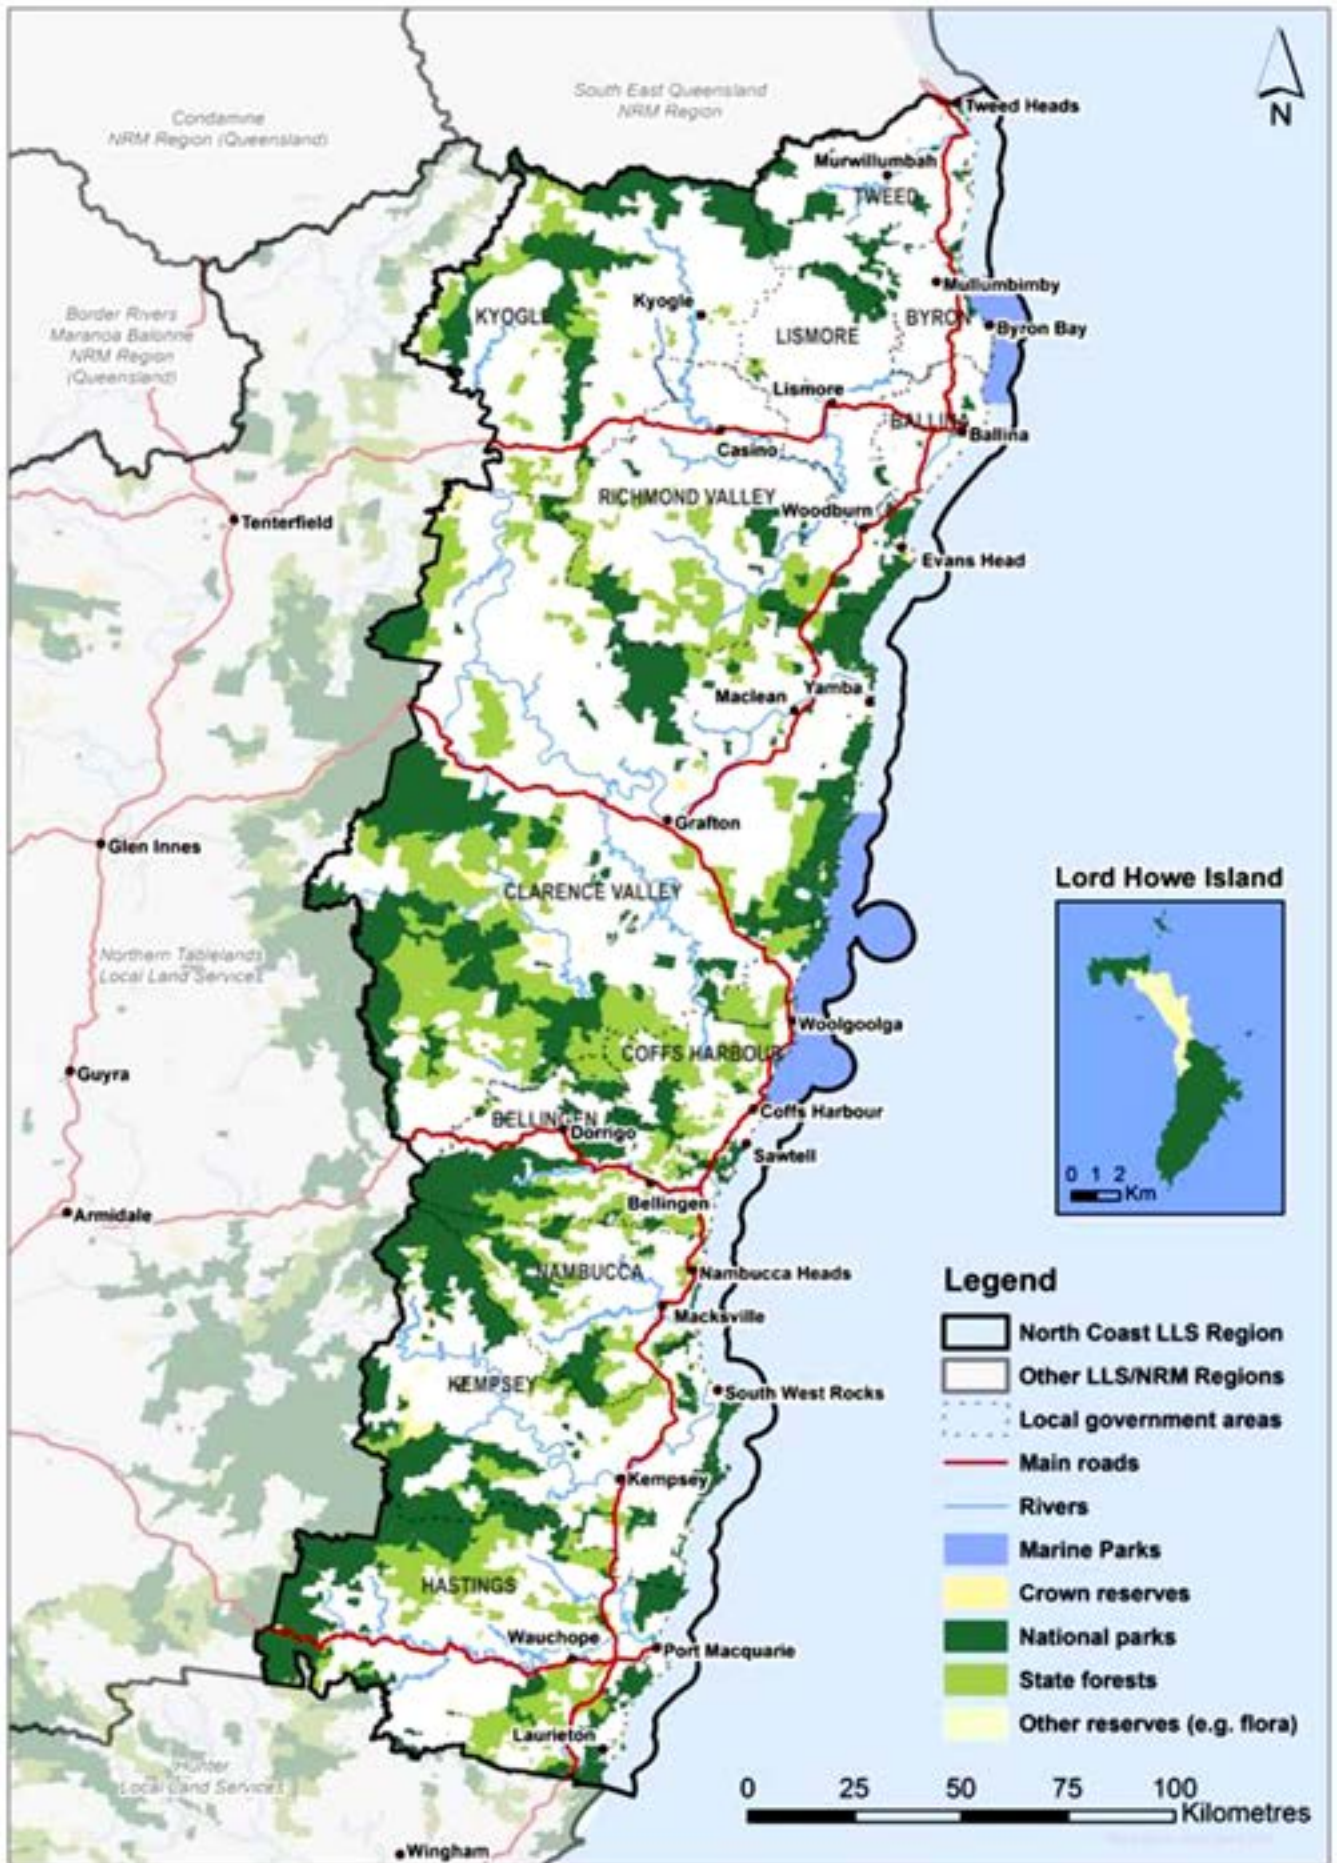 South East Queensland
NRM Region
Condamine
NRM Region (Queensland)
N
Tweed Heads
Murwillumbah
TWEED
Mullumbimby
Kyogle
KYOGLE
BYRON
Byron Bay
LISMORE
Border Rivers
Maranoa Balonne
NRM Region
(Queensland)
Lismore
BALLINA
Ballina
Casino
RICHMOND VALLEY
Woodburn
Tenterfield
Evans Head
Maclean
Yamba
Grafton
Glen Innes
CLARENCE VALLEY
Lord Howe Island
Northern Tablelands
Local Land Services
Woolgoolga
COFFS HARBOUR
Guyra
Coffs Harbour
BELLINGEN
Dorrigo
Sawtell
0 1 2
Km
Bellingen
Armidale
NAMBUCCA
Nambucca Heads
Macksville
KEMPSEY
South West Rocks
Kempsey
HASTINGS
Wauchope
Port Macquarie
Laurieton
Hunter
Local Land Services
Wingham
Legend
North Coast LLS Region
Other LLS/NRM Regions
Local government areas
Main roads
Rivers
Marine Parks
Crown reserves
National parks
State forests
Other reserves (e.g. flora)
0 25 50 75 100
Kilometres